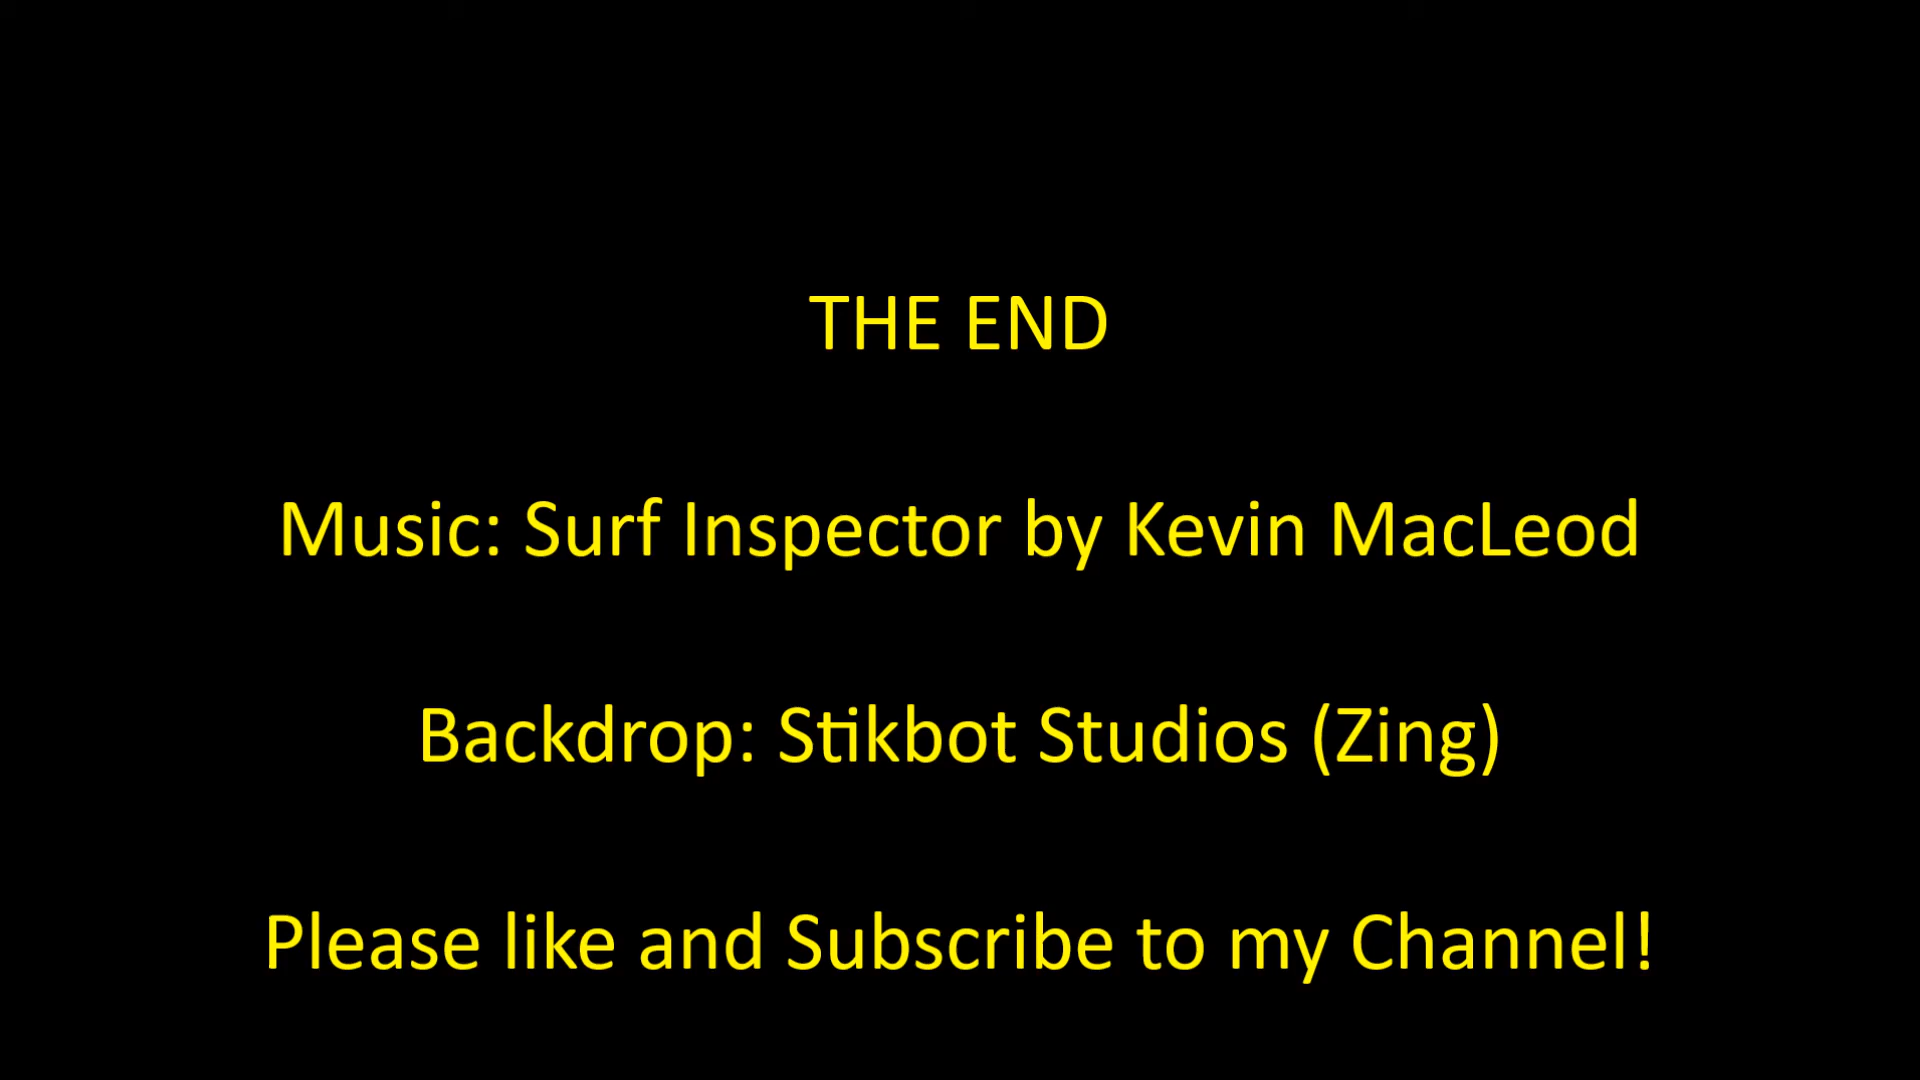 THE END
Music: Surf Inspector by Kevin MacLeod
Backdrop: Stikbot Studios (Zing)
Please like and Subscribe to my Channel!